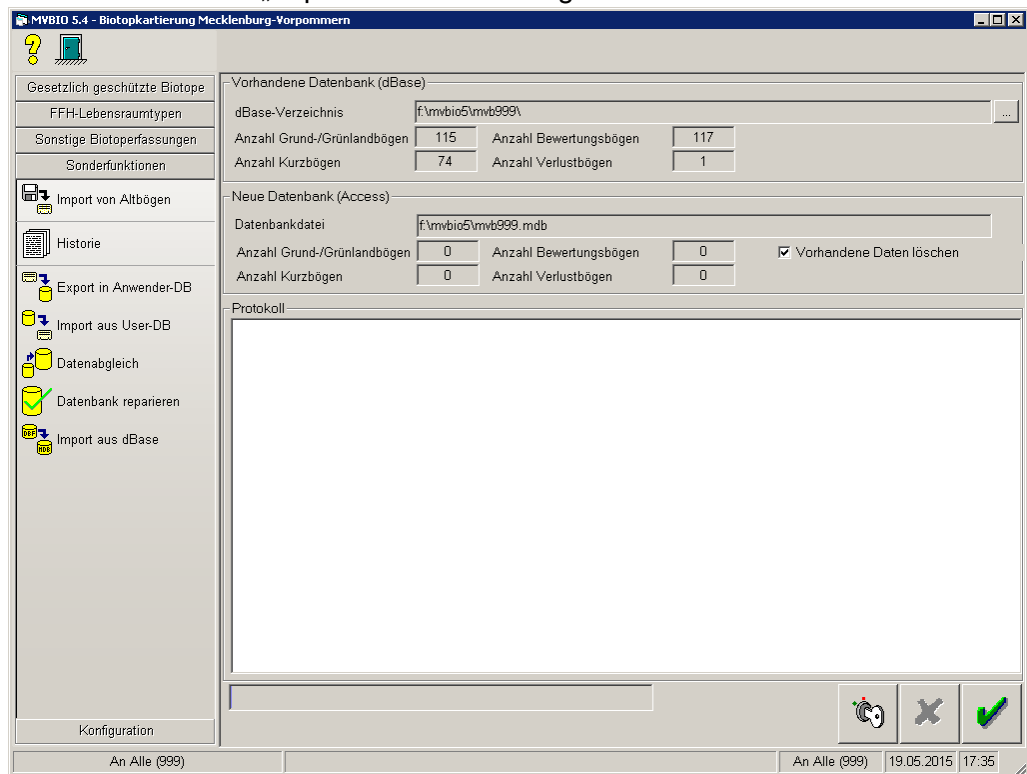 MVBIO 5.4 - Biotopkartierung Mecklenburg-Vorpommern
Gesetzlich geschützte Biotope
FFH-Lebensraumtypen
Sonstige Biotoperfassungen
Sonderfunktionen
Import von Altbögen
Historie
Export in Anwender-DB
Import aus User-DB
Datenabgleich
Datenbank reparieren
DBF
MDB
Import aus dBase
Konfiguration
Vorhandene Datenbank (dBase)
dBase-Verzeichnis f:\mvbio5\mvb999\ ...
Anzahl Grund-/Grünlandbögen 115 Anzahl Bewertungsbögen 117
Anzahl Kurzbögen 74 Anzahl Verlustbögen 1
Neue Datenbank (Access)
Datenbankdatei f:\mvbio5\mvb999.mdb
Anzahl Grund-/Grünlandbögen 0 Anzahl Bewertungsbögen 0 Vorhandene Daten löschen
Anzahl Kurzbögen 0 Anzahl Verlustbögen 0
Protokoll
An Alle (999) An Alle (999) 19.05.2015 17:35